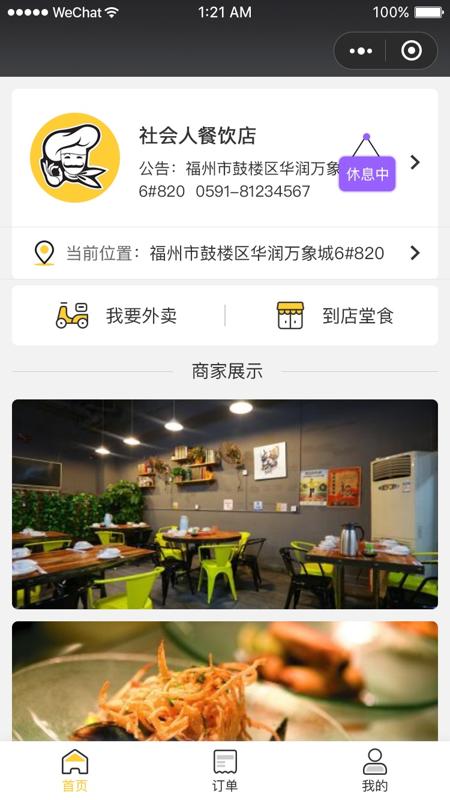 WeChat 1:21 AM 100%
社会人餐饮店
公告：福州市鼓楼区华润万象
6#820 0591-81234567
休息中
当前位置：福州市鼓楼区华润万象城6#820
我要外卖 到店堂食
商家展示
首页 订单 我的